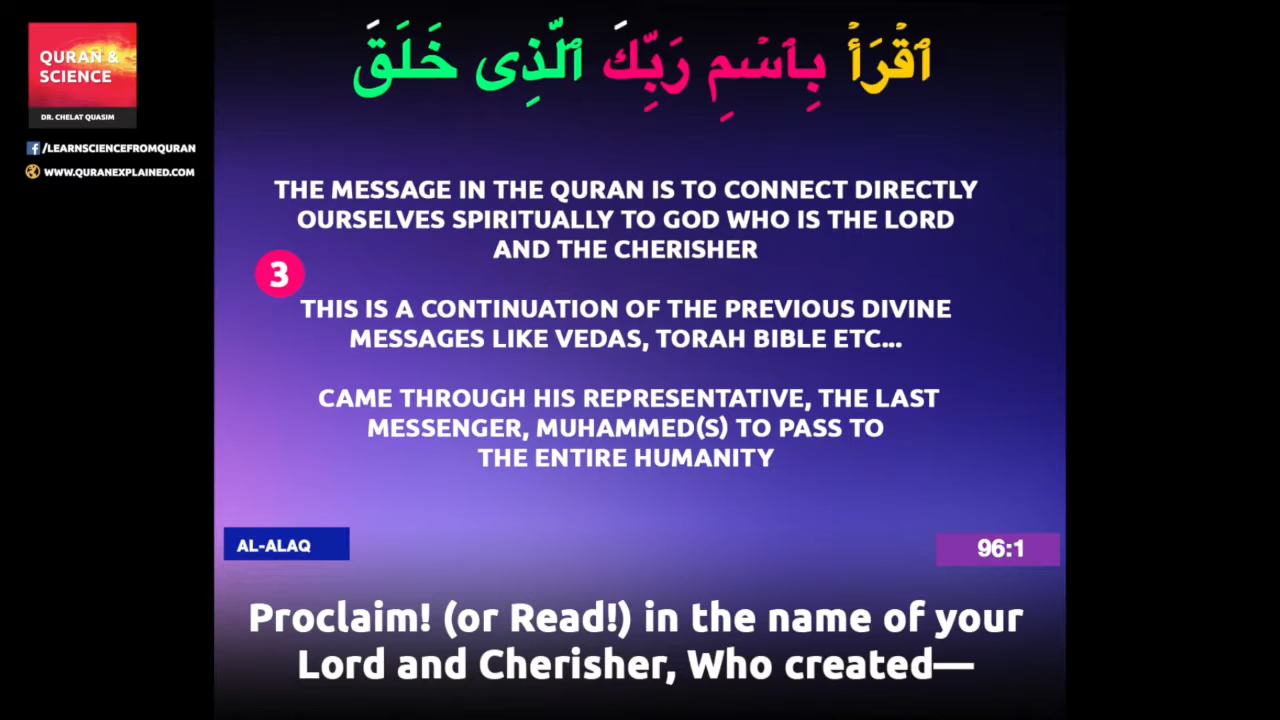 QURAN &
SCIENCE
DR. CHELAT QUASIM
/LEARNSCIENCEFROMQURAN
WWW.QURANEXPLAINED.COM
ٱقْرَأْ بِٱسْمِ رَبِّكَ ٱلَّذِى خَلَقَ
THE MESSAGE IN THE QURAN IS TO CONNECT DIRECTLY
OURSELVES SPIRITUALLY TO GOD WHO IS THE LORD
AND THE CHERISHER
3
THIS IS A CONTINUATION OF THE PREVIOUS DIVINE
MESSAGES LIKE VEDAS, TORAH BIBLE ETC...
CAME THROUGH HIS REPRESENTATIVE, THE LAST
MESSENGER, MUHAMMED(S) TO PASS TO
THE ENTIRE HUMANITY
AL-ALAQ
96:1
Proclaim! (or Read!) in the name of your
Lord and Cherisher, Who created—